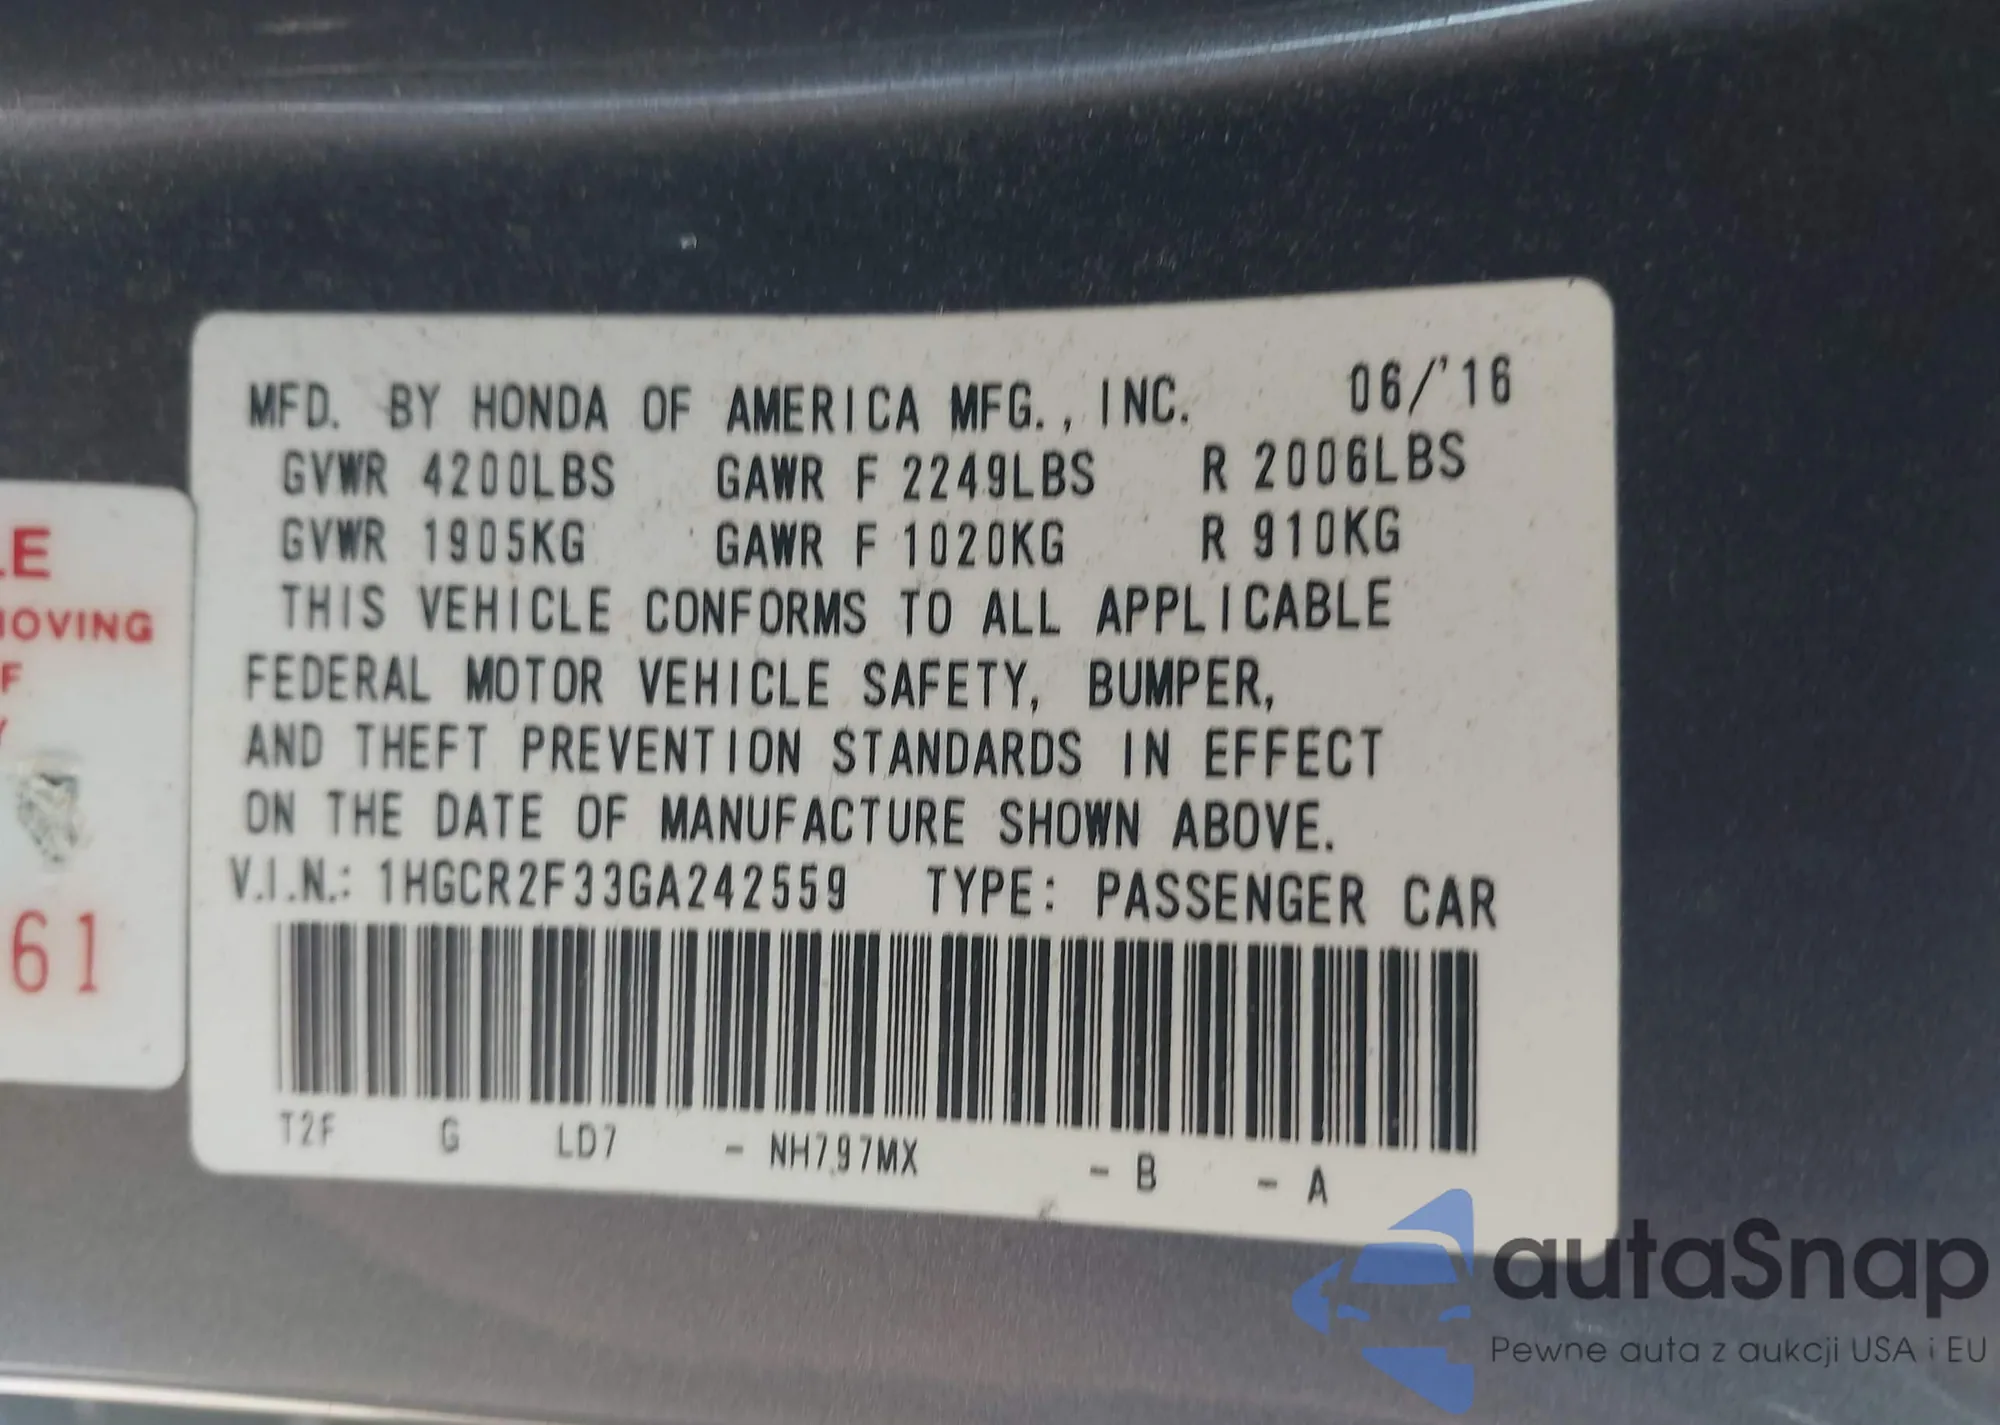 MFD. BY HONDA OF AMERICA MFG., INC. 06/'16
GVWR 4200LBS GAWR F 2249LBS R 2006LBS
GVWR 1905KG GAWR F 1020KG R 910KG
THIS VEHICLE CONFORMS TO ALL APPLICABLE
FEDERAL MOTOR VEHICLE SAFETY, BUMPER,
AND THEFT PREVENTION STANDARDS IN EFFECT
ON THE DATE OF MANUFACTURE SHOWN ABOVE.
V.I.N.: 1HGCR2F33GA242559 TYPE: PASSENGER CAR
T2F G LD7 - NH797MX - B - A
LE
MOVING
F
Y
61
autaSnap
Pewne auta z aukcji USA i EU